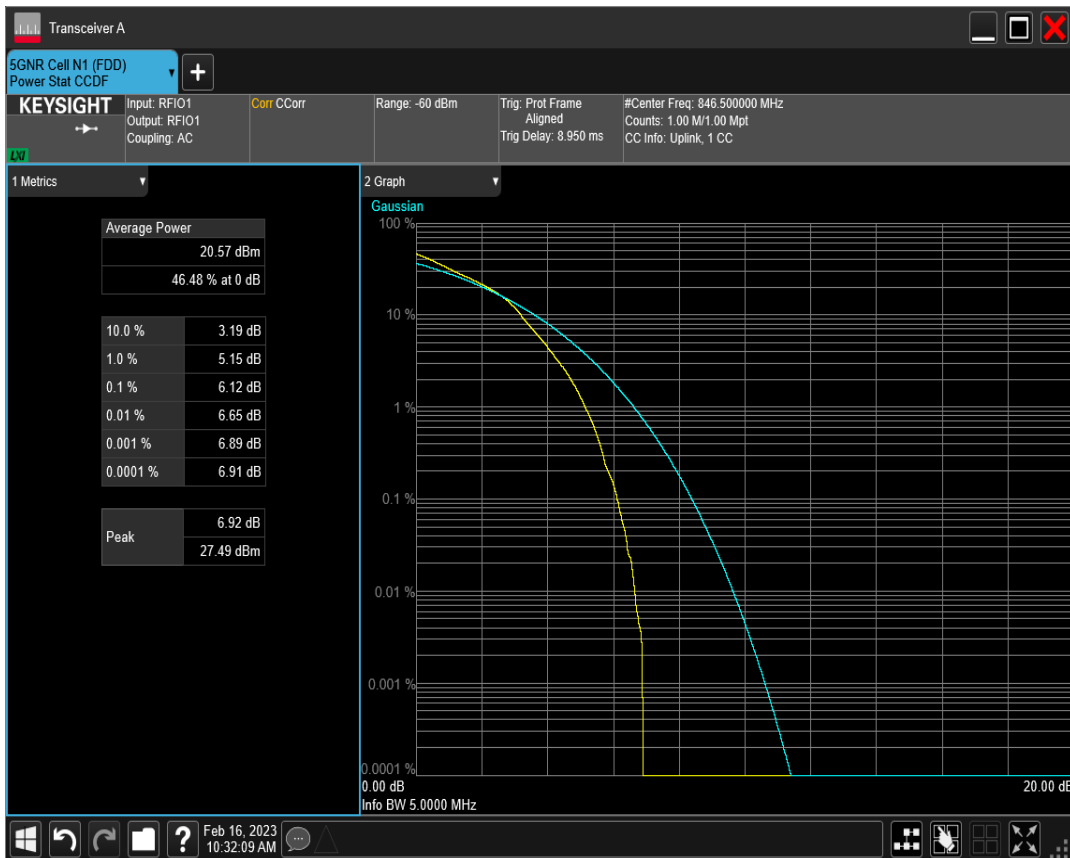 Transceiver A
5GNR Cell N1 (FDD)
Power Stat CCDF
+
KEYSIGHT
LXI
Input: RFIO1
Output: RFIO1
Coupling: AC
Corr CCorr
Range: -60 dBm
Trig: Prot Frame
Aligned
Trig Delay: 8.950 ms
#Center Freq: 846.500000 MHz
Counts: 1.00 M/1.00 Mpt
CC Info: Uplink, 1 CC
1 Metrics
Average Power
20.57 dBm
46.48 % at 0 dB
10.0 % 3.19 dB
1.0 % 5.15 dB
0.1 % 6.12 dB
0.01 % 6.65 dB
0.001 % 6.89 dB
0.0001 % 6.91 dB
Peak
6.92 dB
27.49 dBm
2 Graph
Gaussian
100 %
10 %
1 %
0.1 %
0.01 %
0.001 %
0.0001 %
0.00 dB 20.00 dB
Info BW 5.0000 MHz
?
Feb 16, 2023
10:32:09 AM